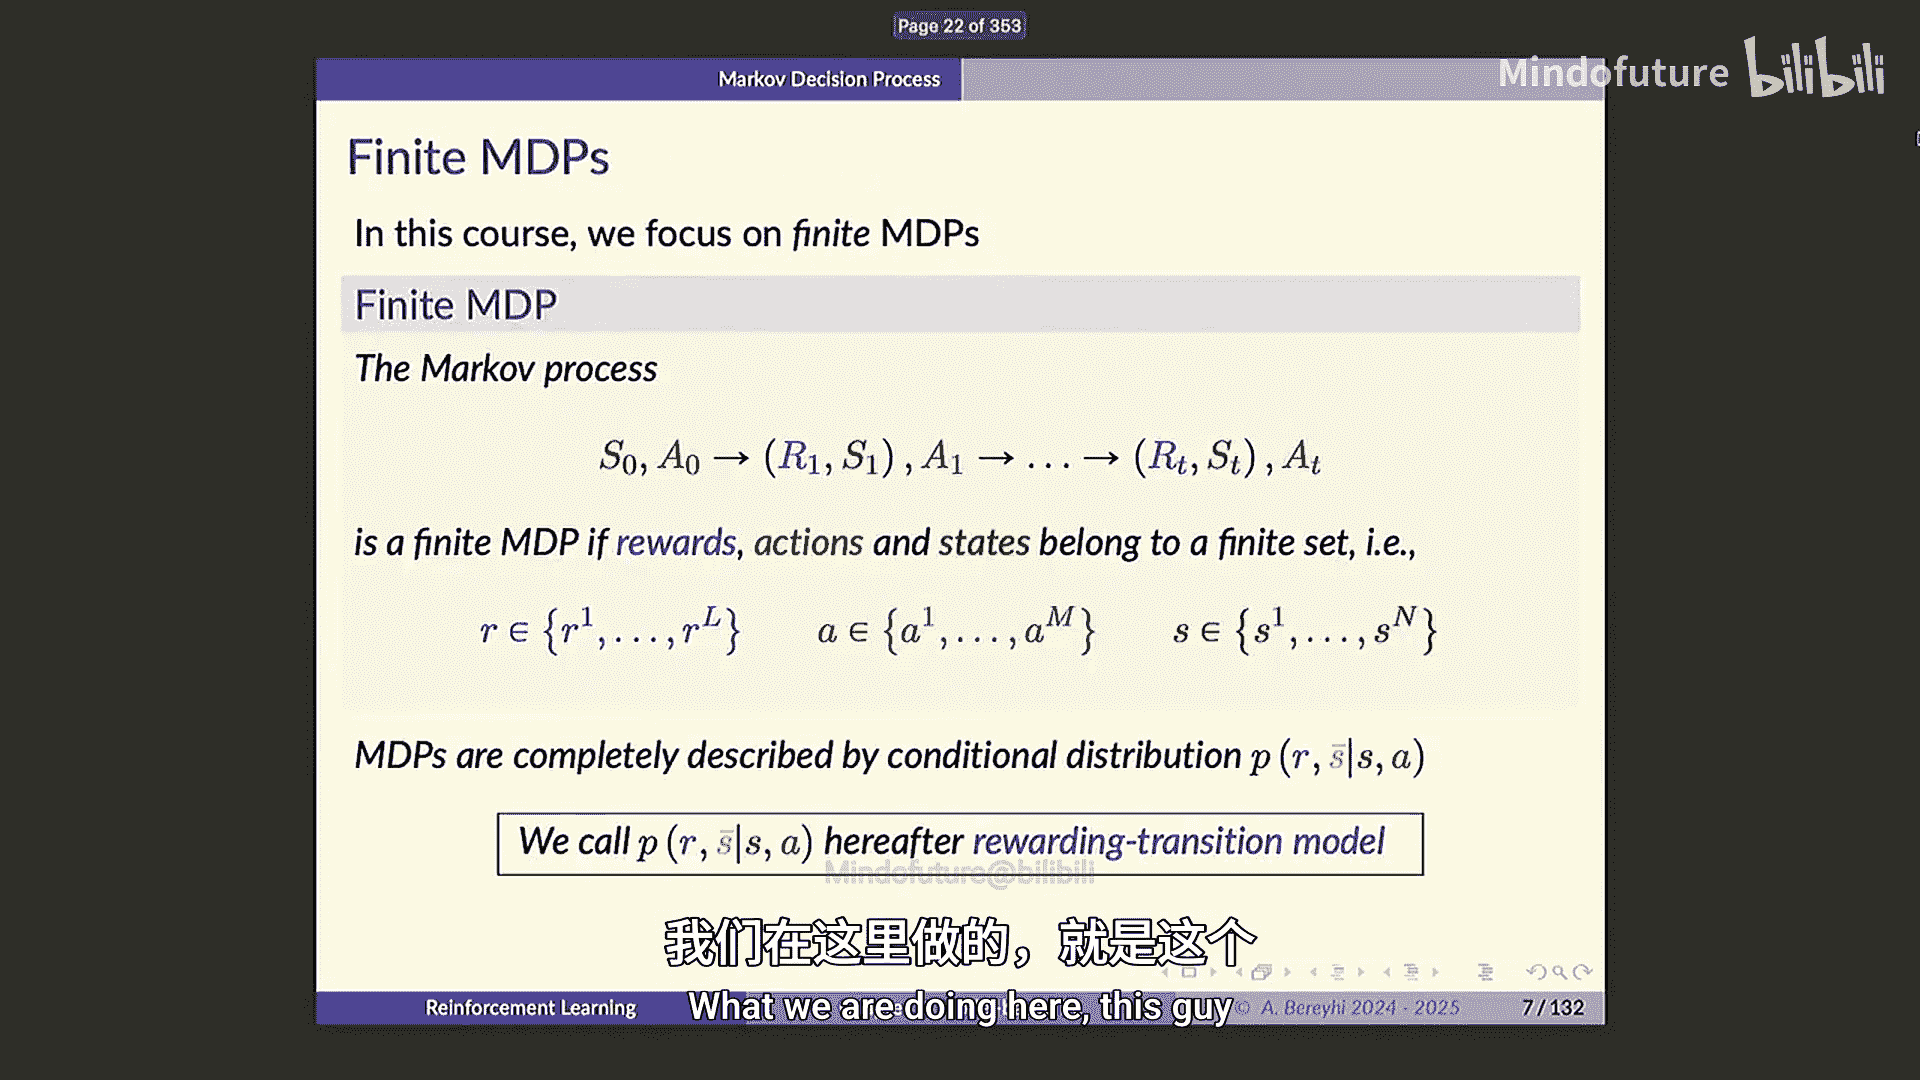 Page 22 of 353
Mindofuture bilibili
Markov Decision Process
Finite MDPs
In this course, we focus on finite MDPs
Finite MDP
The Markov process
S₀, A₀ → (R₁, S₁), A₁ → … → (Rₜ, Sₜ), Aₜ
is a finite MDP if rewards, actions and states belong to a finite set, i.e.,
r ∈ {r¹, …, rᴸ} a ∈ {a¹, …, aᴹ} s ∈ {s¹, …, sᴺ}
MDPs are completely described by conditional distribution p (r, s̄|s, a)
We call p (r, s̄|s, a) hereafter rewarding-transition model
Mindofuture@bilibili
我们在这里做的，就是这个
What we are doing here, this guy
Reinforcement Learning
© A. Bereyhi 2024 - 2025
7 / 132